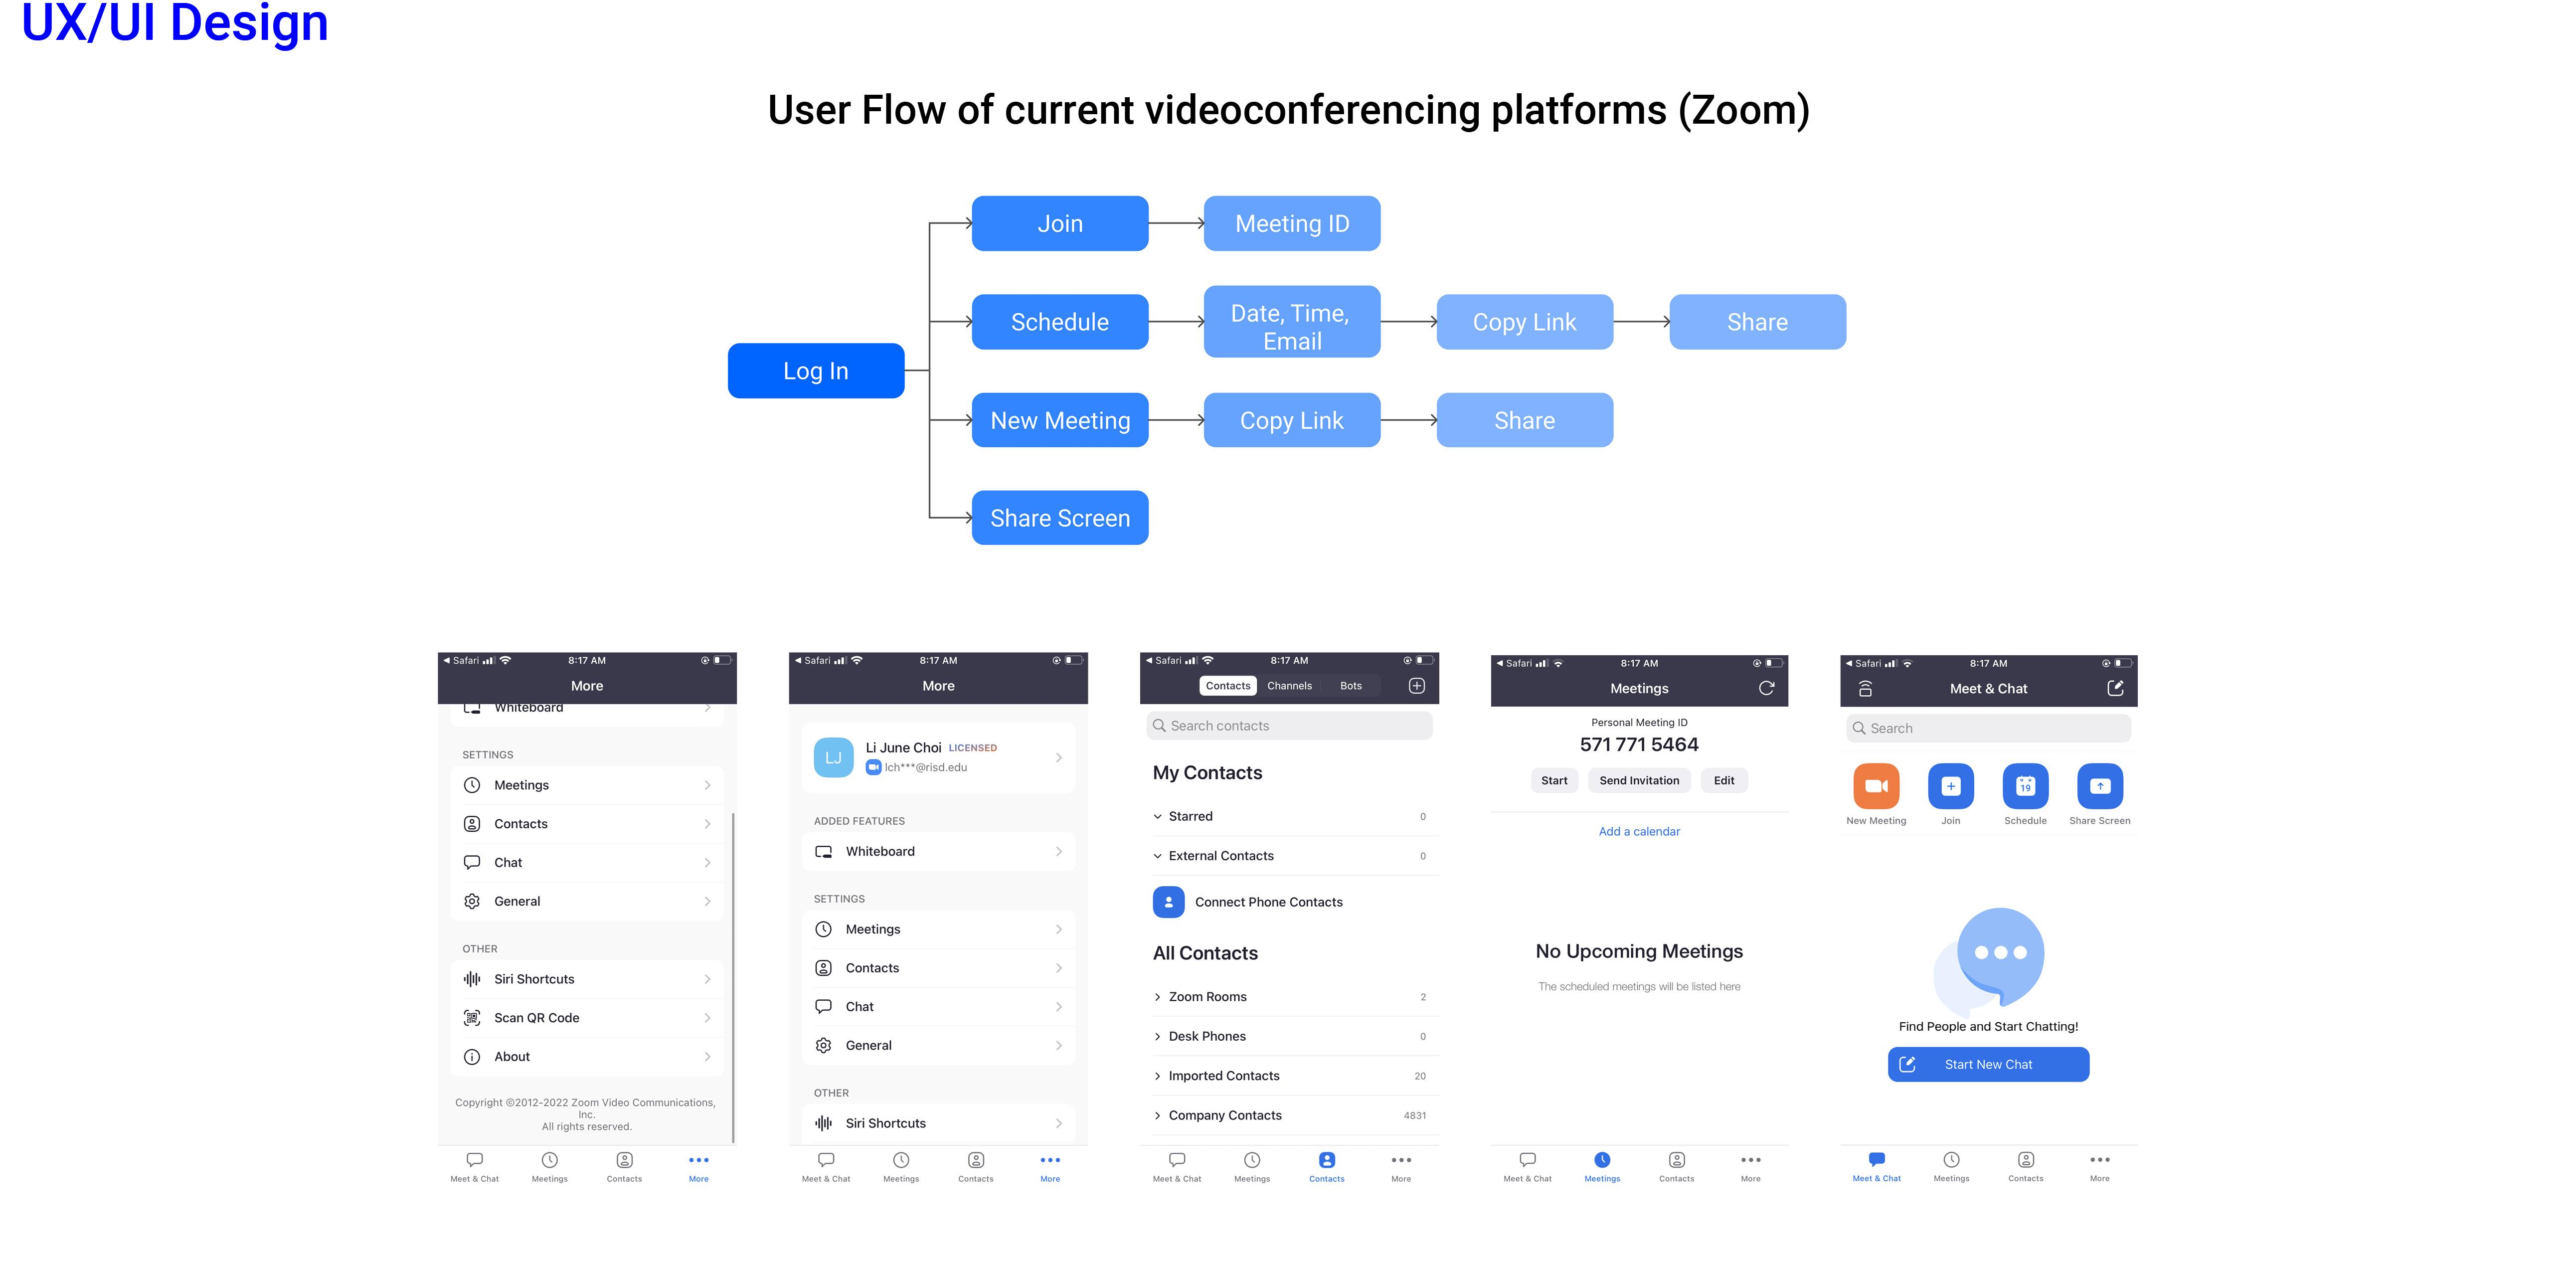 UX/UI Design
User Flow of current videoconferencing platforms (Zoom)
Join
Meeting ID
Schedule
Date, Time,
Email
Copy Link
Share
Log In
New Meeting
Copy Link
Share
Share Screen
Safari
8:17 AM
More
Whiteboard
SETTINGS
Meetings
Contacts
Chat
General
OTHER
Siri Shortcuts
Scan QR Code
About
Copyright ©2012-2022 Zoom Video Communications,
Inc.
All rights reserved.
Meet & Chat
Meetings
Contacts
More
Safari
8:17 AM
More
LJ
Li June Choi LICENSED
lch***@risd.edu
ADDED FEATURES
Whiteboard
SETTINGS
Meetings
Contacts
Chat
General
OTHER
Siri Shortcuts
Meet & Chat
Meetings
Contacts
More
Safari
8:17 AM
Contacts
Channels
Bots
Search contacts
My Contacts
Starred 0
External Contacts 0
Connect Phone Contacts
All Contacts
Zoom Rooms 2
Desk Phones 0
Imported Contacts 20
Company Contacts 4831
Meet & Chat
Meetings
Contacts
More
Safari
8:17 AM
Meetings
Personal Meeting ID
571 771 5464
Start
Send Invitation
Edit
Add a calendar
No Upcoming Meetings
The scheduled meetings will be listed here
Meet & Chat
Meetings
Contacts
More
Safari
8:17 AM
Meet & Chat
Search
19
New Meeting
Join
Schedule
Share Screen
Find People and Start Chatting!
Start New Chat
Meet & Chat
Meetings
Contacts
More